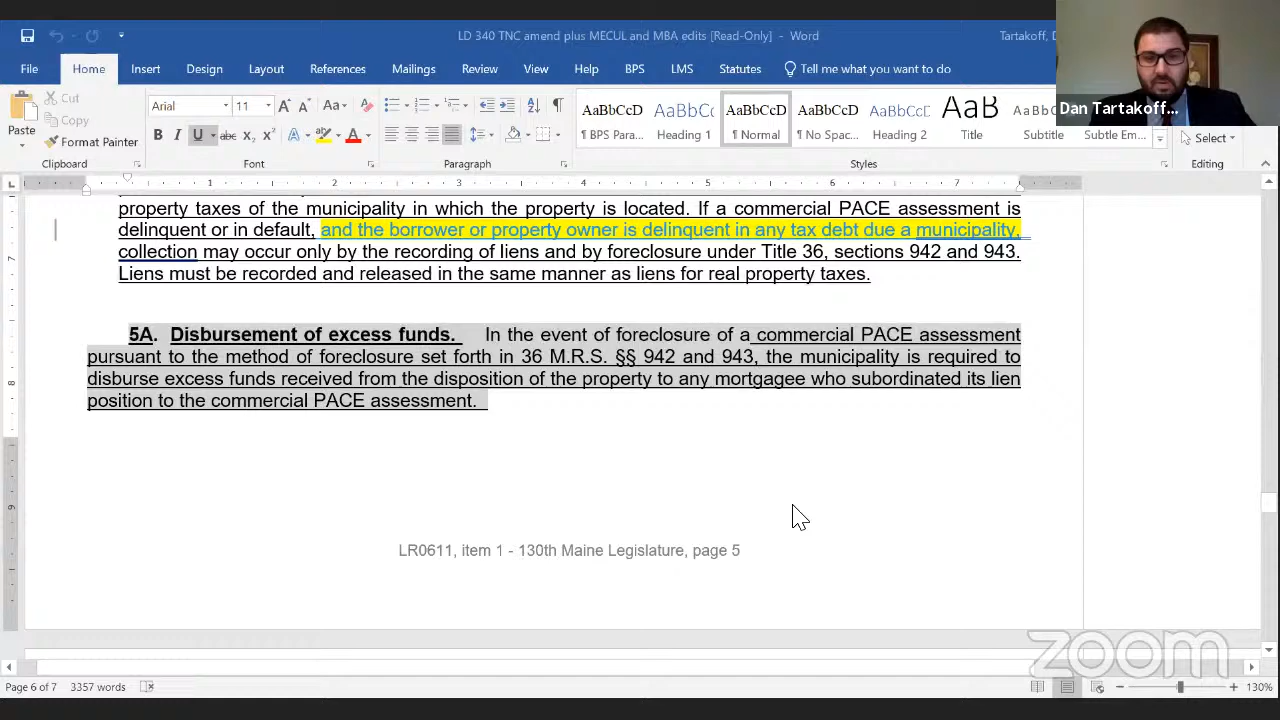 LD 340 TNC amend plus MECUL and MBA edits [Read-Only] - Word
Tartakoff, D
File Home Insert Design Layout References Mailings Review View Help BPS LMS Statutes Tell me what you want to do
Dan Tartakoff...
Paste
Cut
Copy
Format Painter
Clipboard
Arial 11
Font
Paragraph
AaBbCcD AaBbCc AaBbCcD AaBbCcD AaBbCcD AaB AaBbCcD
¶ BPS Para... Heading 1 ¶ Normal ¶ No Spac... Heading 2 Title Subtitle Subtle Em...
Styles
Select
Editing
1 2 3 4 5 6 7
property taxes of the municipality in which the property is located. If a commercial PACE assessment is
delinquent or in default, and the borrower or property owner is delinquent in any tax debt due a municipality,
collection may occur only by the recording of liens and by foreclosure under Title 36, sections 942 and 943.
Liens must be recorded and released in the same manner as liens for real property taxes.
5A. Disbursement of excess funds. In the event of foreclosure of a commercial PACE assessment
pursuant to the method of foreclosure set forth in 36 M.R.S. §§ 942 and 943, the municipality is required to
disburse excess funds received from the disposition of the property to any mortgagee who subordinated its lien
position to the commercial PACE assessment.
LR0611, item 1 - 130th Maine Legislature, page 5
zoom
Page 6 of 7 3357 words
130%